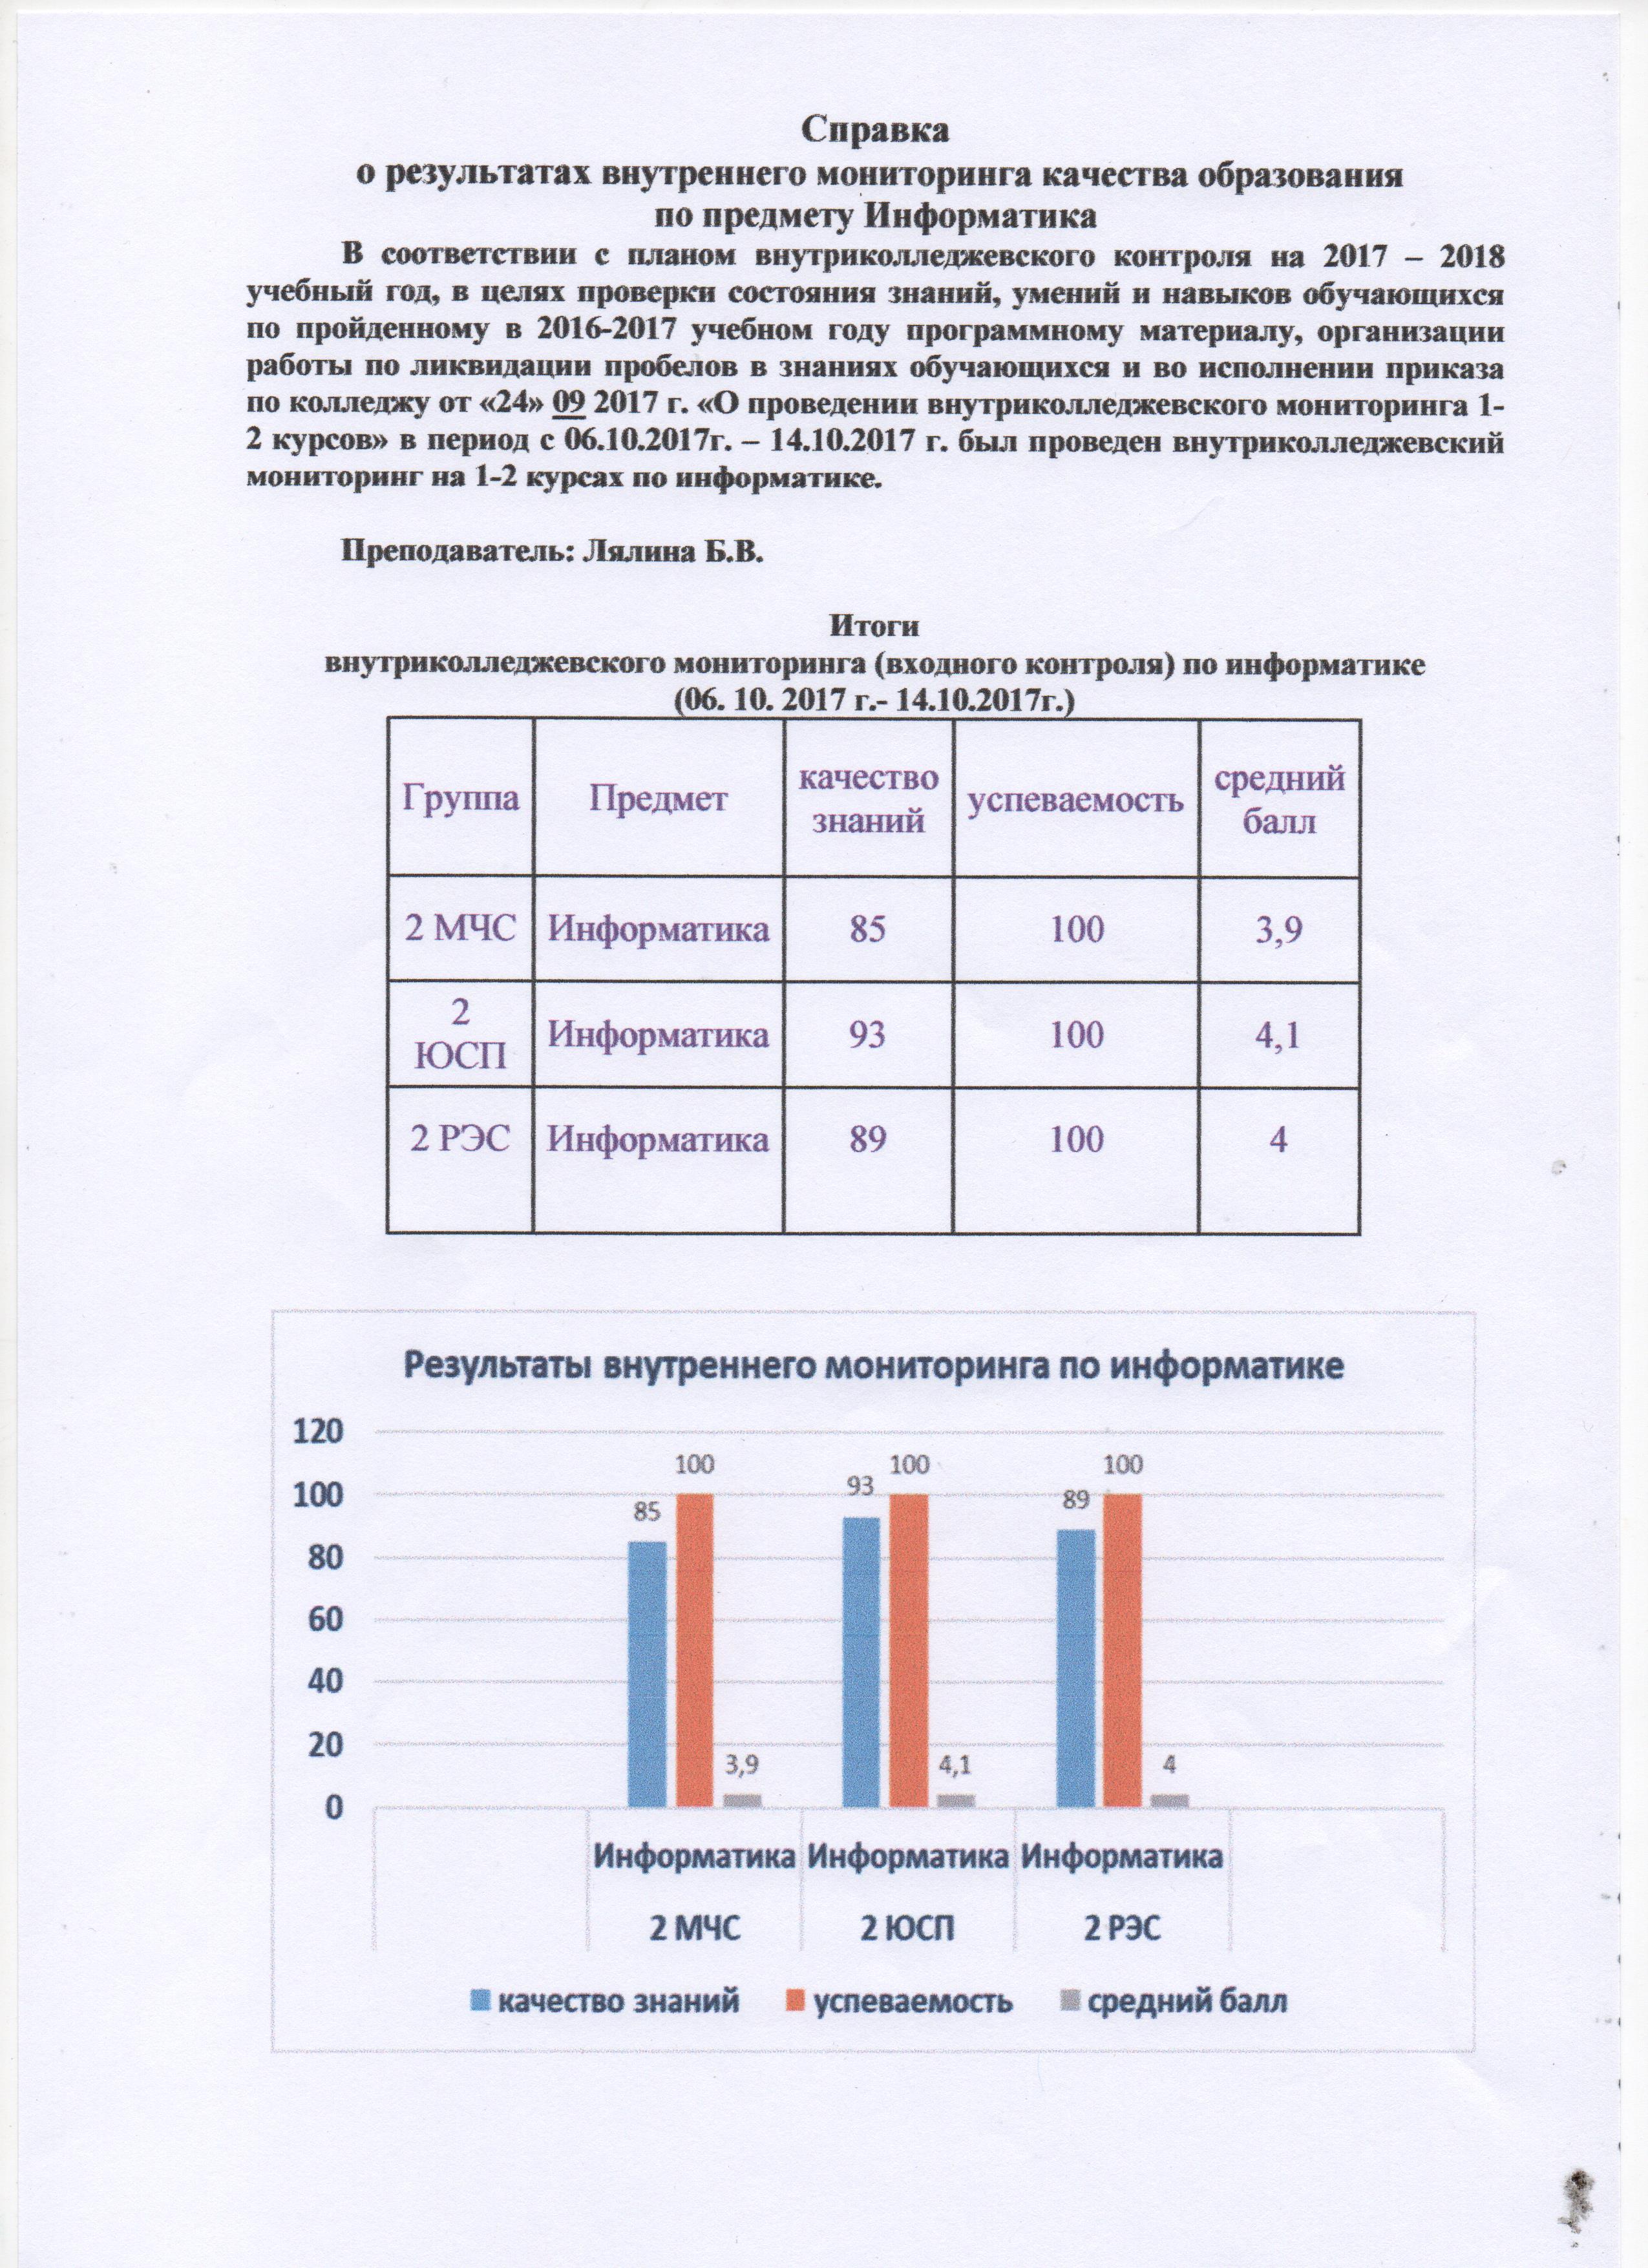 Справка
о результатах внутреннего мониторинга качества образования
по предмету Информатика
В соответствии с планом внутриколледжевского контроля на 2017 – 2018
учебный год, в целях проверки состояния знаний, умений и навыков обучающихся
по пройденному в 2016-2017 учебном году программному материалу, организации
работы по ликвидации пробелов в знаниях обучающихся и во исполнении приказа
по колледжу от «24» 09 2017 г. «О проведении внутриколледжевского мониторинга 1-
2 курсов» в период с 06.10.2017г. – 14.10.2017 г. был проведен внутриколледжевский
мониторинг на 1-2 курсах по информатике.
Преподаватель: Лялина Б.В.
Итоги
внутриколледжевского мониторинга (входного контроля) по информатике
(06. 10. 2017 г.- 14.10.2017г.)
Группа Предмет качество знаний успеваемость средний балл
2 МЧС Информатика 85 100 3,9
2 ЮСП Информатика 93 100 4,1
2 РЭС Информатика 89 100 4
Результаты внутреннего мониторинга по информатике
120
100
80
60
40
20
0
85 100 3,9
93 100 4,1
89 100 4
Информатика Информатика Информатика
2 МЧС 2 ЮСП 2 РЭС
качество знаний успеваемость средний балл